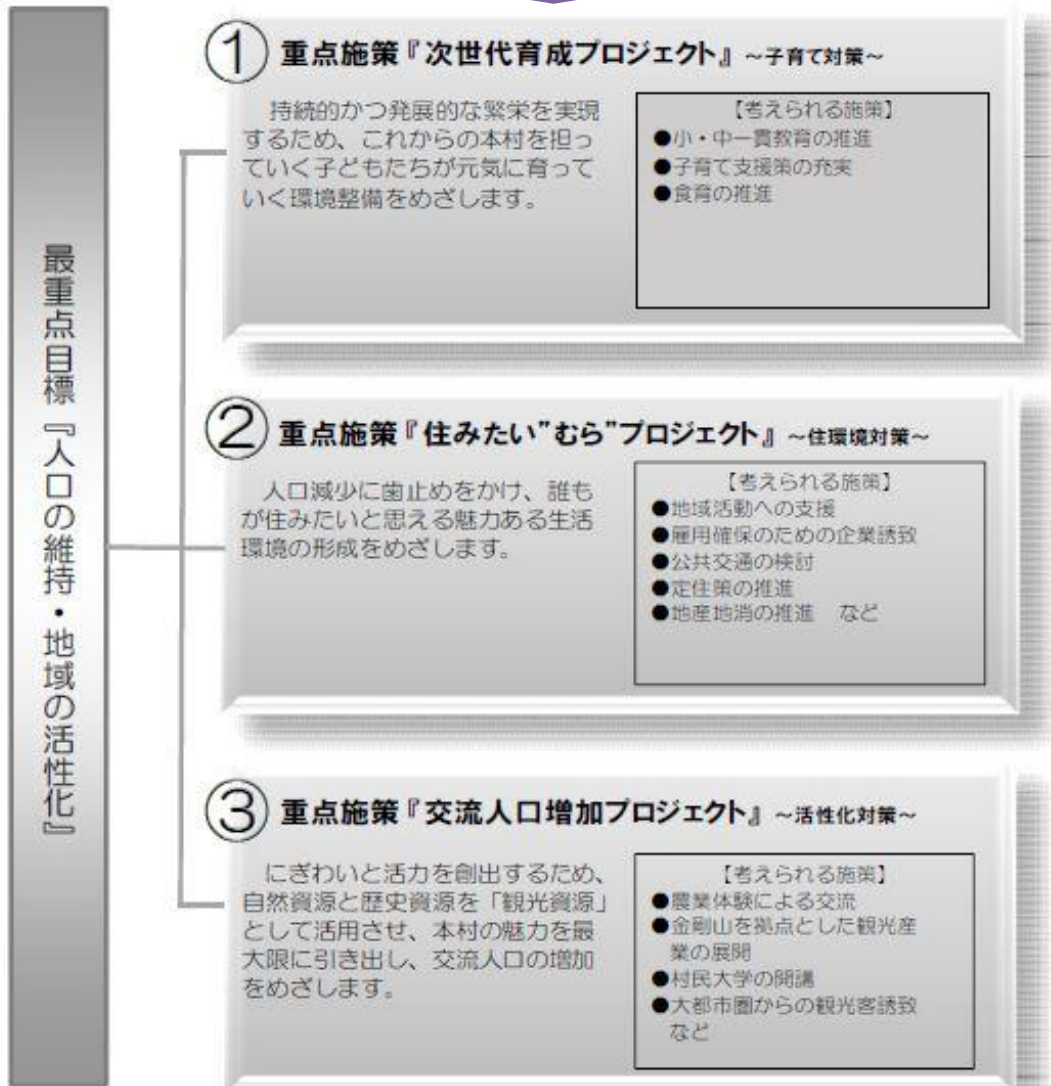 最重点目標『人口の維持・地域の活性化』
① 重点施策『次世代育成プロジェクト』～子育て対策～
持続的かつ発展的な繁栄を実現
するため、これからの本村を担っ
ていく子どもたちが元気に育って
いく環境整備をめざします。
【考えられる施策】
●小・中一貫教育の推進
●子育て支援策の充実
●食育の推進
② 重点施策『住みたい”むら”プロジェクト』～住環境対策～
人口減少に歯止めをかけ、誰も
が住みたいと思える魅力ある生活
環境の形成をめざします。
【考えられる施策】
●地域活動への支援
●雇用確保のための企業誘致
●公共交通の検討
●定住策の推進
●地産地消の推進　など
③ 重点施策『交流人口増加プロジェクト』～活性化対策～
にぎわいと活力を創出するため、
自然資源と歴史資源を「観光資源」
として活用させ、本村の魅力を最
大限に引き出し、交流人口の増加
をめざします。
【考えられる施策】
●農業体験による交流
●金剛山を拠点とした観光産
業の展開
●村民大学の開講
●大都市圏からの観光客誘致
など